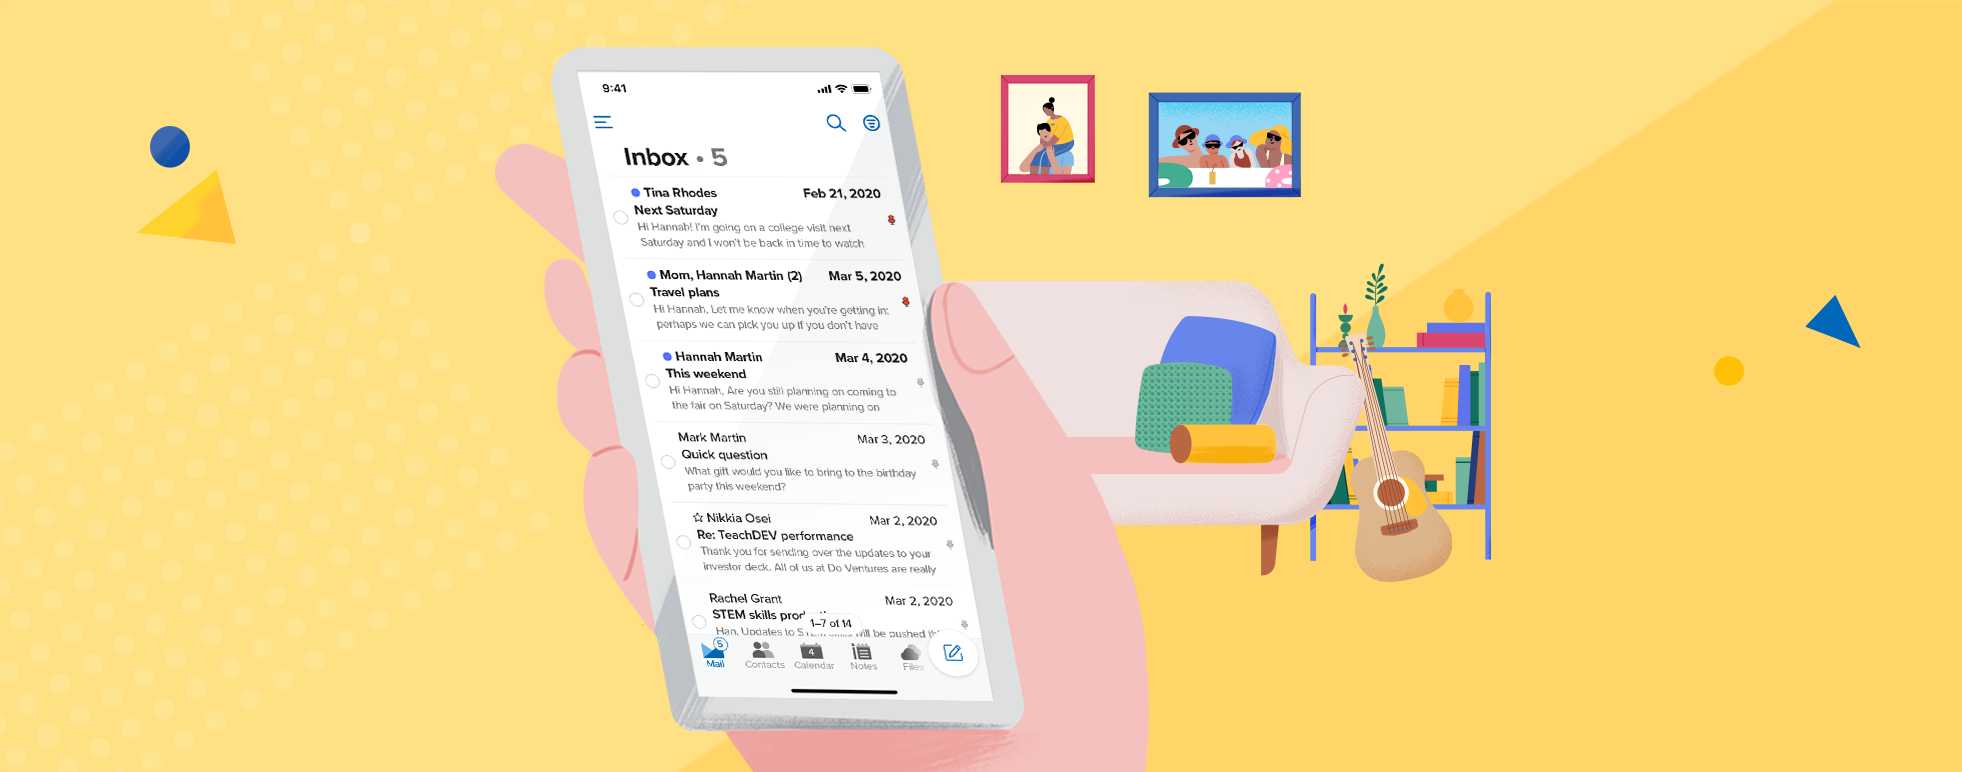 9:41
Inbox • 5
Tina Rhodes Feb 21, 2020
Next Saturday
Hi Hannah! I'm going on a college visit next
Saturday and I won't be back in time to watch
Mom, Hannah Martin (2) Mar 5, 2020
Travel plans
Hi Hannah, Let me know when you're getting in:
perhaps we can pick you up if you don't have
Hannah Martin Mar 4, 2020
This weekend
Hi Hannah, Are you still planning on coming to
the fair on Saturday? We were planning on
Mark Martin Mar 3, 2020
Quick question
What gift would you like to bring to the birthday
party this weekend?
Nikkia Osei Mar 2, 2020
Re: TeachDEV performance
Thank you for sending over the updates to your
investor deck. All of us at Do Ventures are really
Rachel Grant Mar 2, 2020
STEM skills
1–7 of 14
Han, Updates to will be pushed
5
4
Mail Contacts Calendar Notes Files